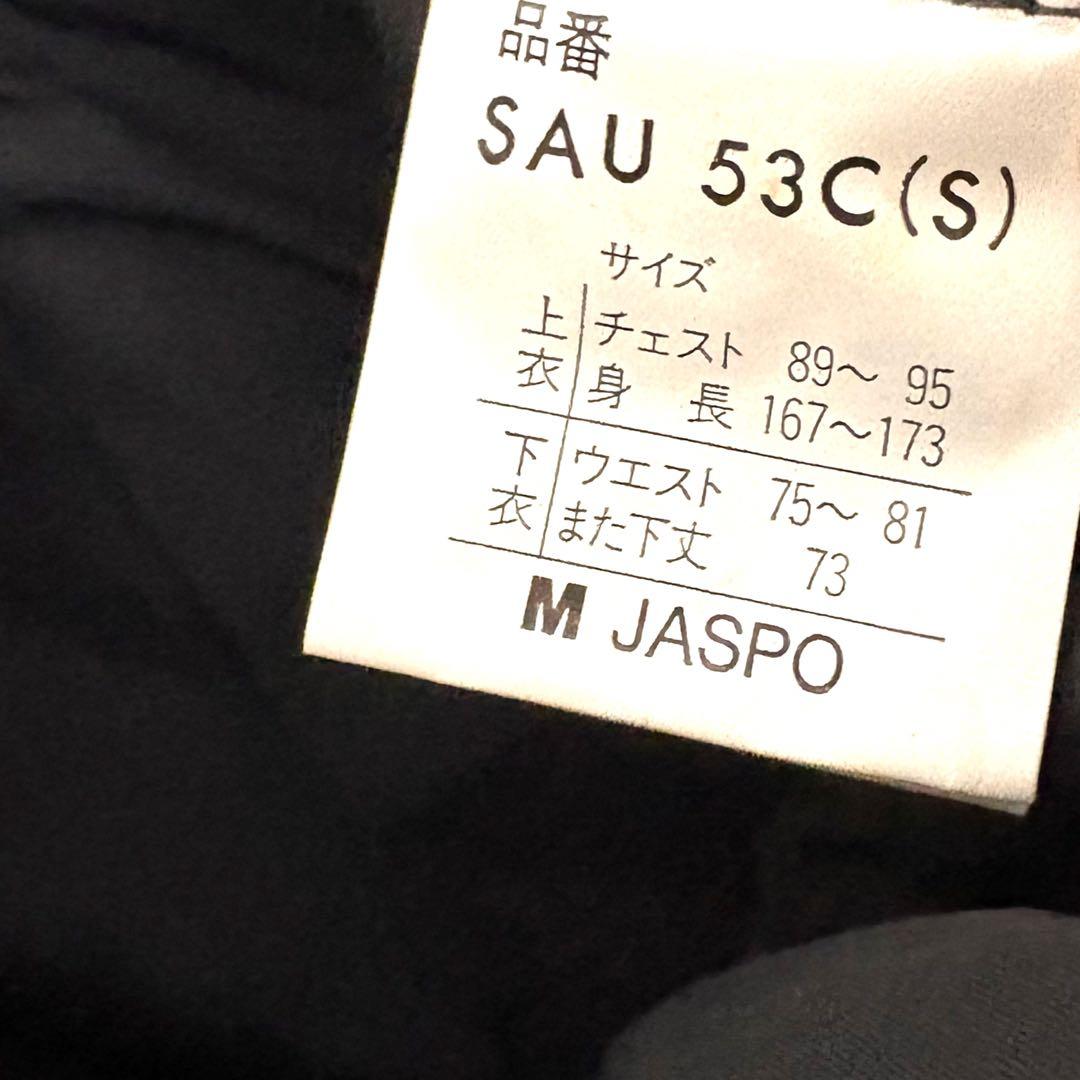 品番
SAU 53C(S)
サイズ
上衣 チェスト 89〜 95
身 長 167〜173
下衣 ウエスト 75〜 81
また下丈 73
M JASPO